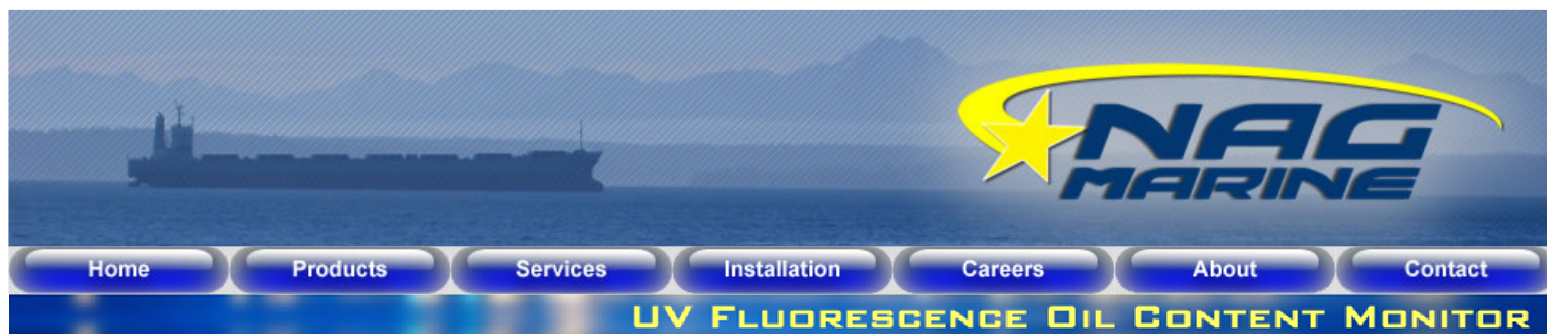 NAG
MARINE
Home Products Services Installation Careers About Contact
UV FLUORESCENCE OIL CONTENT MONITOR